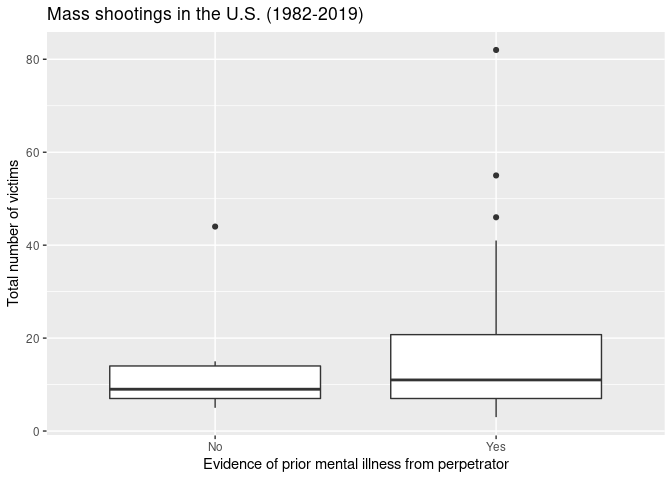 Mass shootings in the U.S. (1982-2019)
Total number of victims
80
60
40
20
0
No
Yes
Evidence of prior mental illness from perpetrator